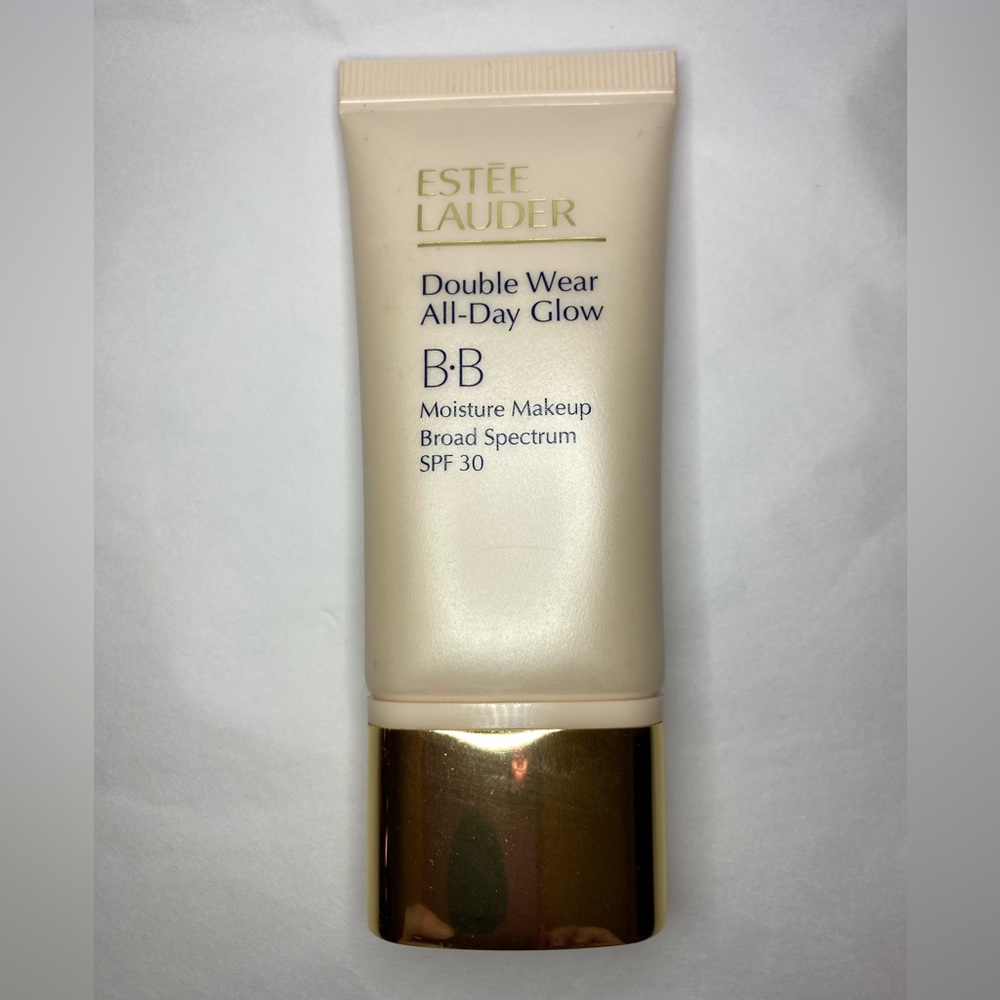 ESTĒE
LAUDER
Double Wear
All-Day Glow
B•B
Moisture Makeup
Broad Spectrum
SPF 30